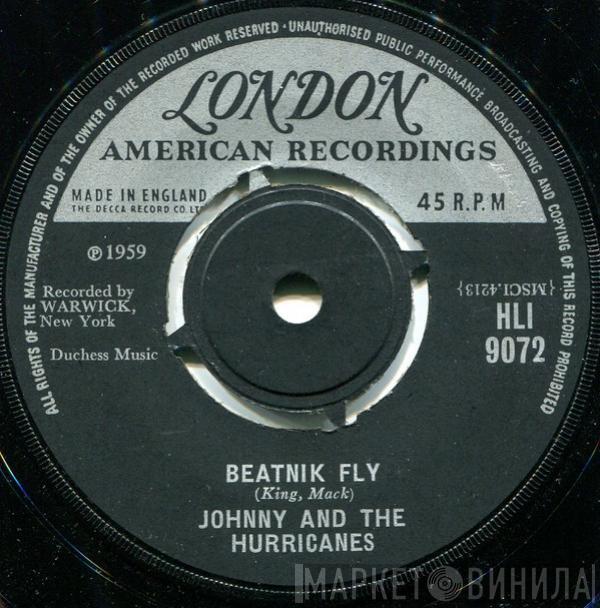 ALL RIGHTS OF THE MANUFACTURER AND OF THE OWNER OF THE RECORDED WORK RESERVED · UNAUTHORISED PUBLIC PERFORMANCE BROADCASTING AND COPYING OF THIS RECORD PROHIBITED
LONDON
AMERICAN RECORDINGS
MADE IN ENGLAND
THE DECCA RECORD CO. LTD
45 R.P.M
℗ 1959
Recorded by
WARWICK,
New York
Duchess Music
{MSCI.4213}
HLI
9072
BEATNIK FLY
(King, Mack)
JOHNNY AND THE
HURRICANES
МАРКЕТ ВИНИЛА